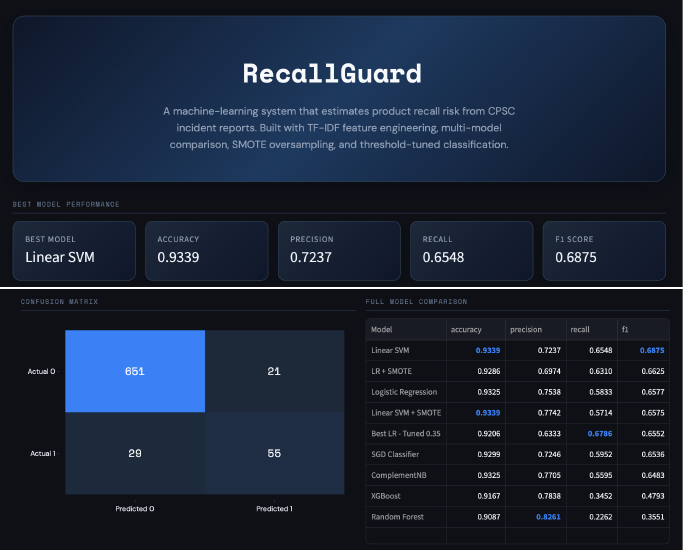 RecallGuard
A machine-learning system that estimates product recall risk from CPSC
incident reports. Built with TF-IDF feature engineering, multi-model
comparison, SMOTE oversampling, and threshold-tuned classification.
BEST MODEL PERFORMANCE
BEST MODEL
Linear SVM
ACCURACY
0.9339
PRECISION
0.7237
RECALL
0.6548
F1 SCORE
0.6875
CONFUSION MATRIX
Actual 0 651 21
Actual 1 29 55
Predicted 0 Predicted 1
FULL MODEL COMPARISON
Model accuracy precision recall f1
Linear SVM 0.9339 0.7237 0.6548 0.6875
LR + SMOTE 0.9286 0.6974 0.6310 0.6625
Logistic Regression 0.9325 0.7538 0.5833 0.6577
Linear SVM + SMOTE 0.9339 0.7742 0.5714 0.6575
Best LR - Tuned 0.35 0.9206 0.6333 0.6786 0.6552
SGD Classifier 0.9299 0.7246 0.5952 0.6536
ComplementNB 0.9325 0.7705 0.5595 0.6483
XGBoost 0.9167 0.7838 0.3452 0.4793
Random Forest 0.9087 0.8261 0.2262 0.3551